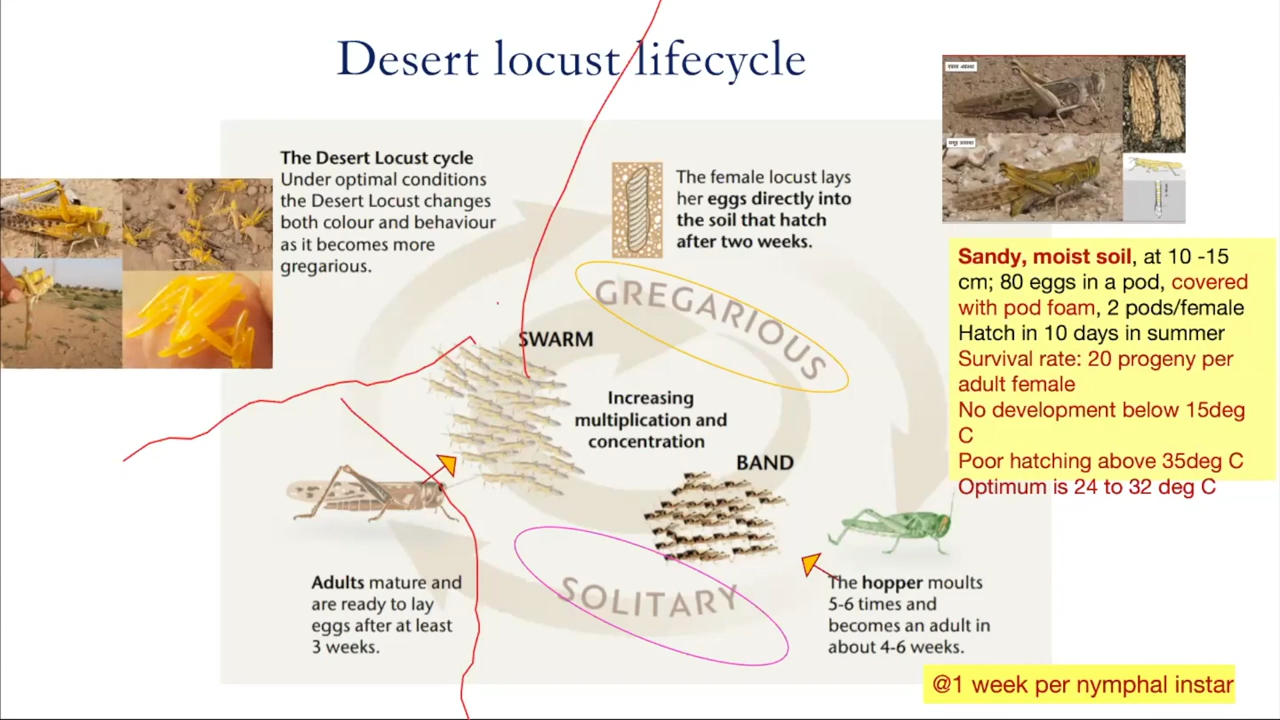 Desert locust lifecycle
The Desert Locust cycle
Under optimal conditions
the Desert Locust changes
both colour and behaviour
as it becomes more
gregarious.
The female locust lays
her eggs directly into
the soil that hatch
after two weeks.
GREGARIOUS
SWARM
Increasing
multiplication and
concentration
BAND
SOLITARY
Adults mature and
are ready to lay
eggs after at least
3 weeks.
The hopper moults
5-6 times and
becomes an adult in
about 4-6 weeks.
Sandy, moist soil, at 10 -15
cm; 80 eggs in a pod, covered
with pod foam, 2 pods/female
Hatch in 10 days in summer
Survival rate: 20 progeny per
adult female
No development below 15deg
C
Poor hatching above 35deg C
Optimum is 24 to 32 deg C
@1 week per nymphal instar